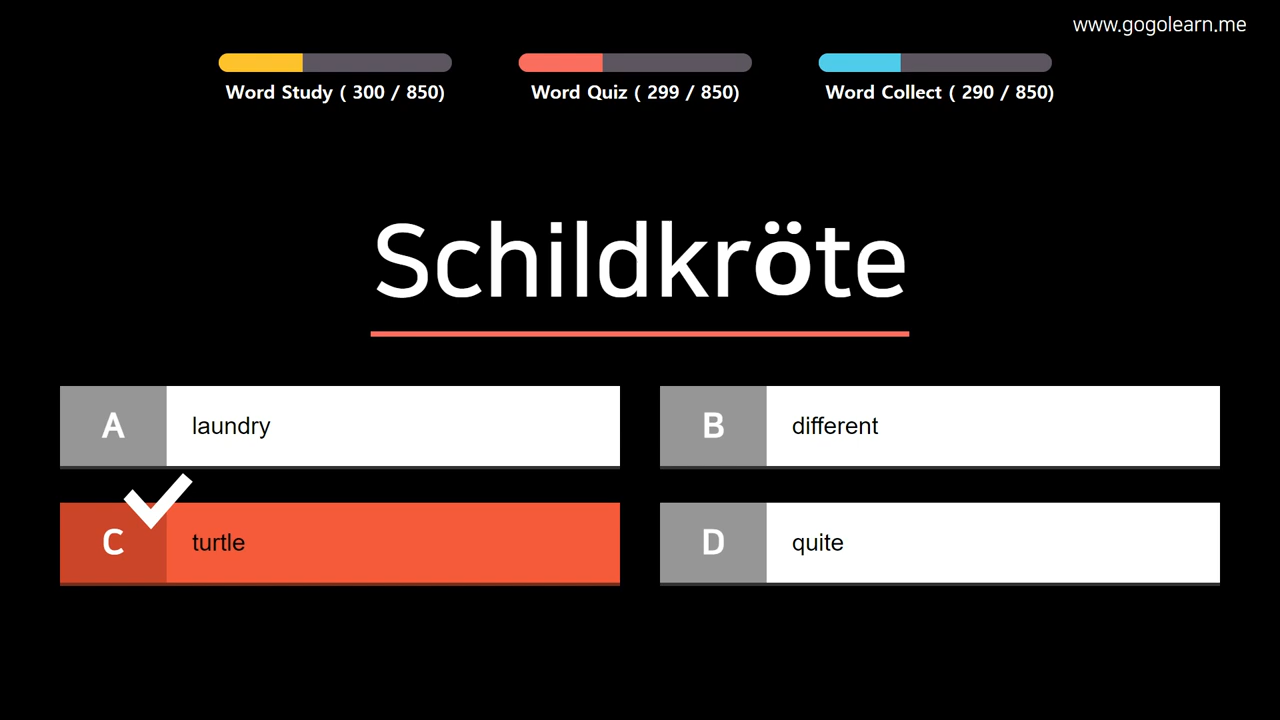 www.gogolearn.me
Word Study ( 300 / 850)
Word Quiz ( 299 / 850)
Word Collect ( 290 / 850)
Schildkröte
A laundry
B different
C turtle
D quite